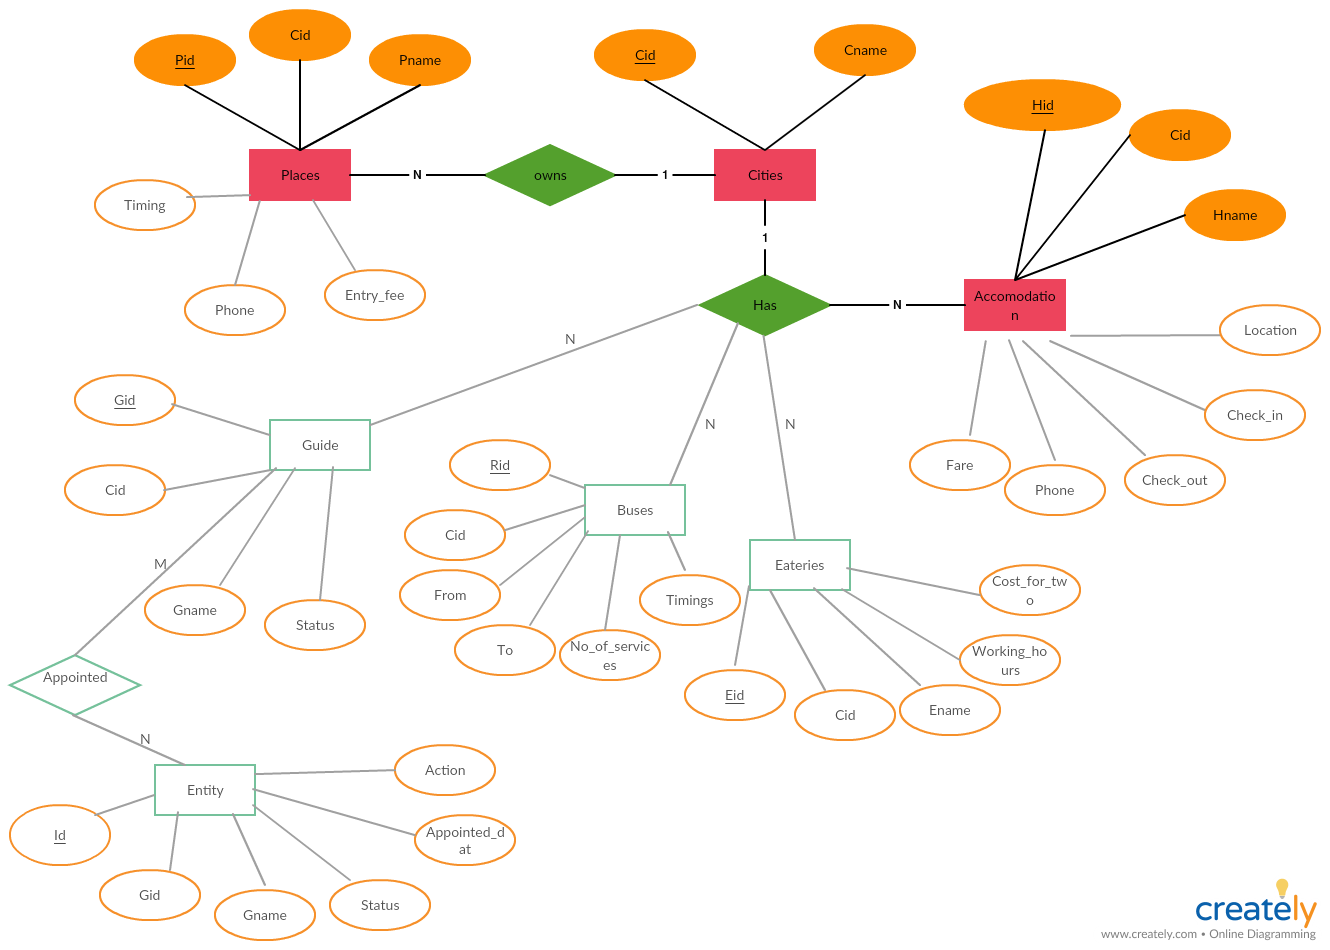 Pid
Cid
Pname
Cid
Cname
Hid
Cid
Hname
Places
N
owns
1
Cities
Timing
Phone
Entry_fee
1
Has
N
Accomodatio
n
Location
N
N
N
Gid
Cid
Guide
Rid
Cid
Buses
From
To
No_of_servic
es
Timings
Eateries
Fare
Phone
Check_out
Check_in
Cost_for_tw
o
Working_ho
urs
Ename
Cid
Eid
M
Gname
Status
Appointed
N
Entity
Action
Appointed_d
at
Id
Gid
Gname
Status
creately
www.creately.com • Online Diagramming